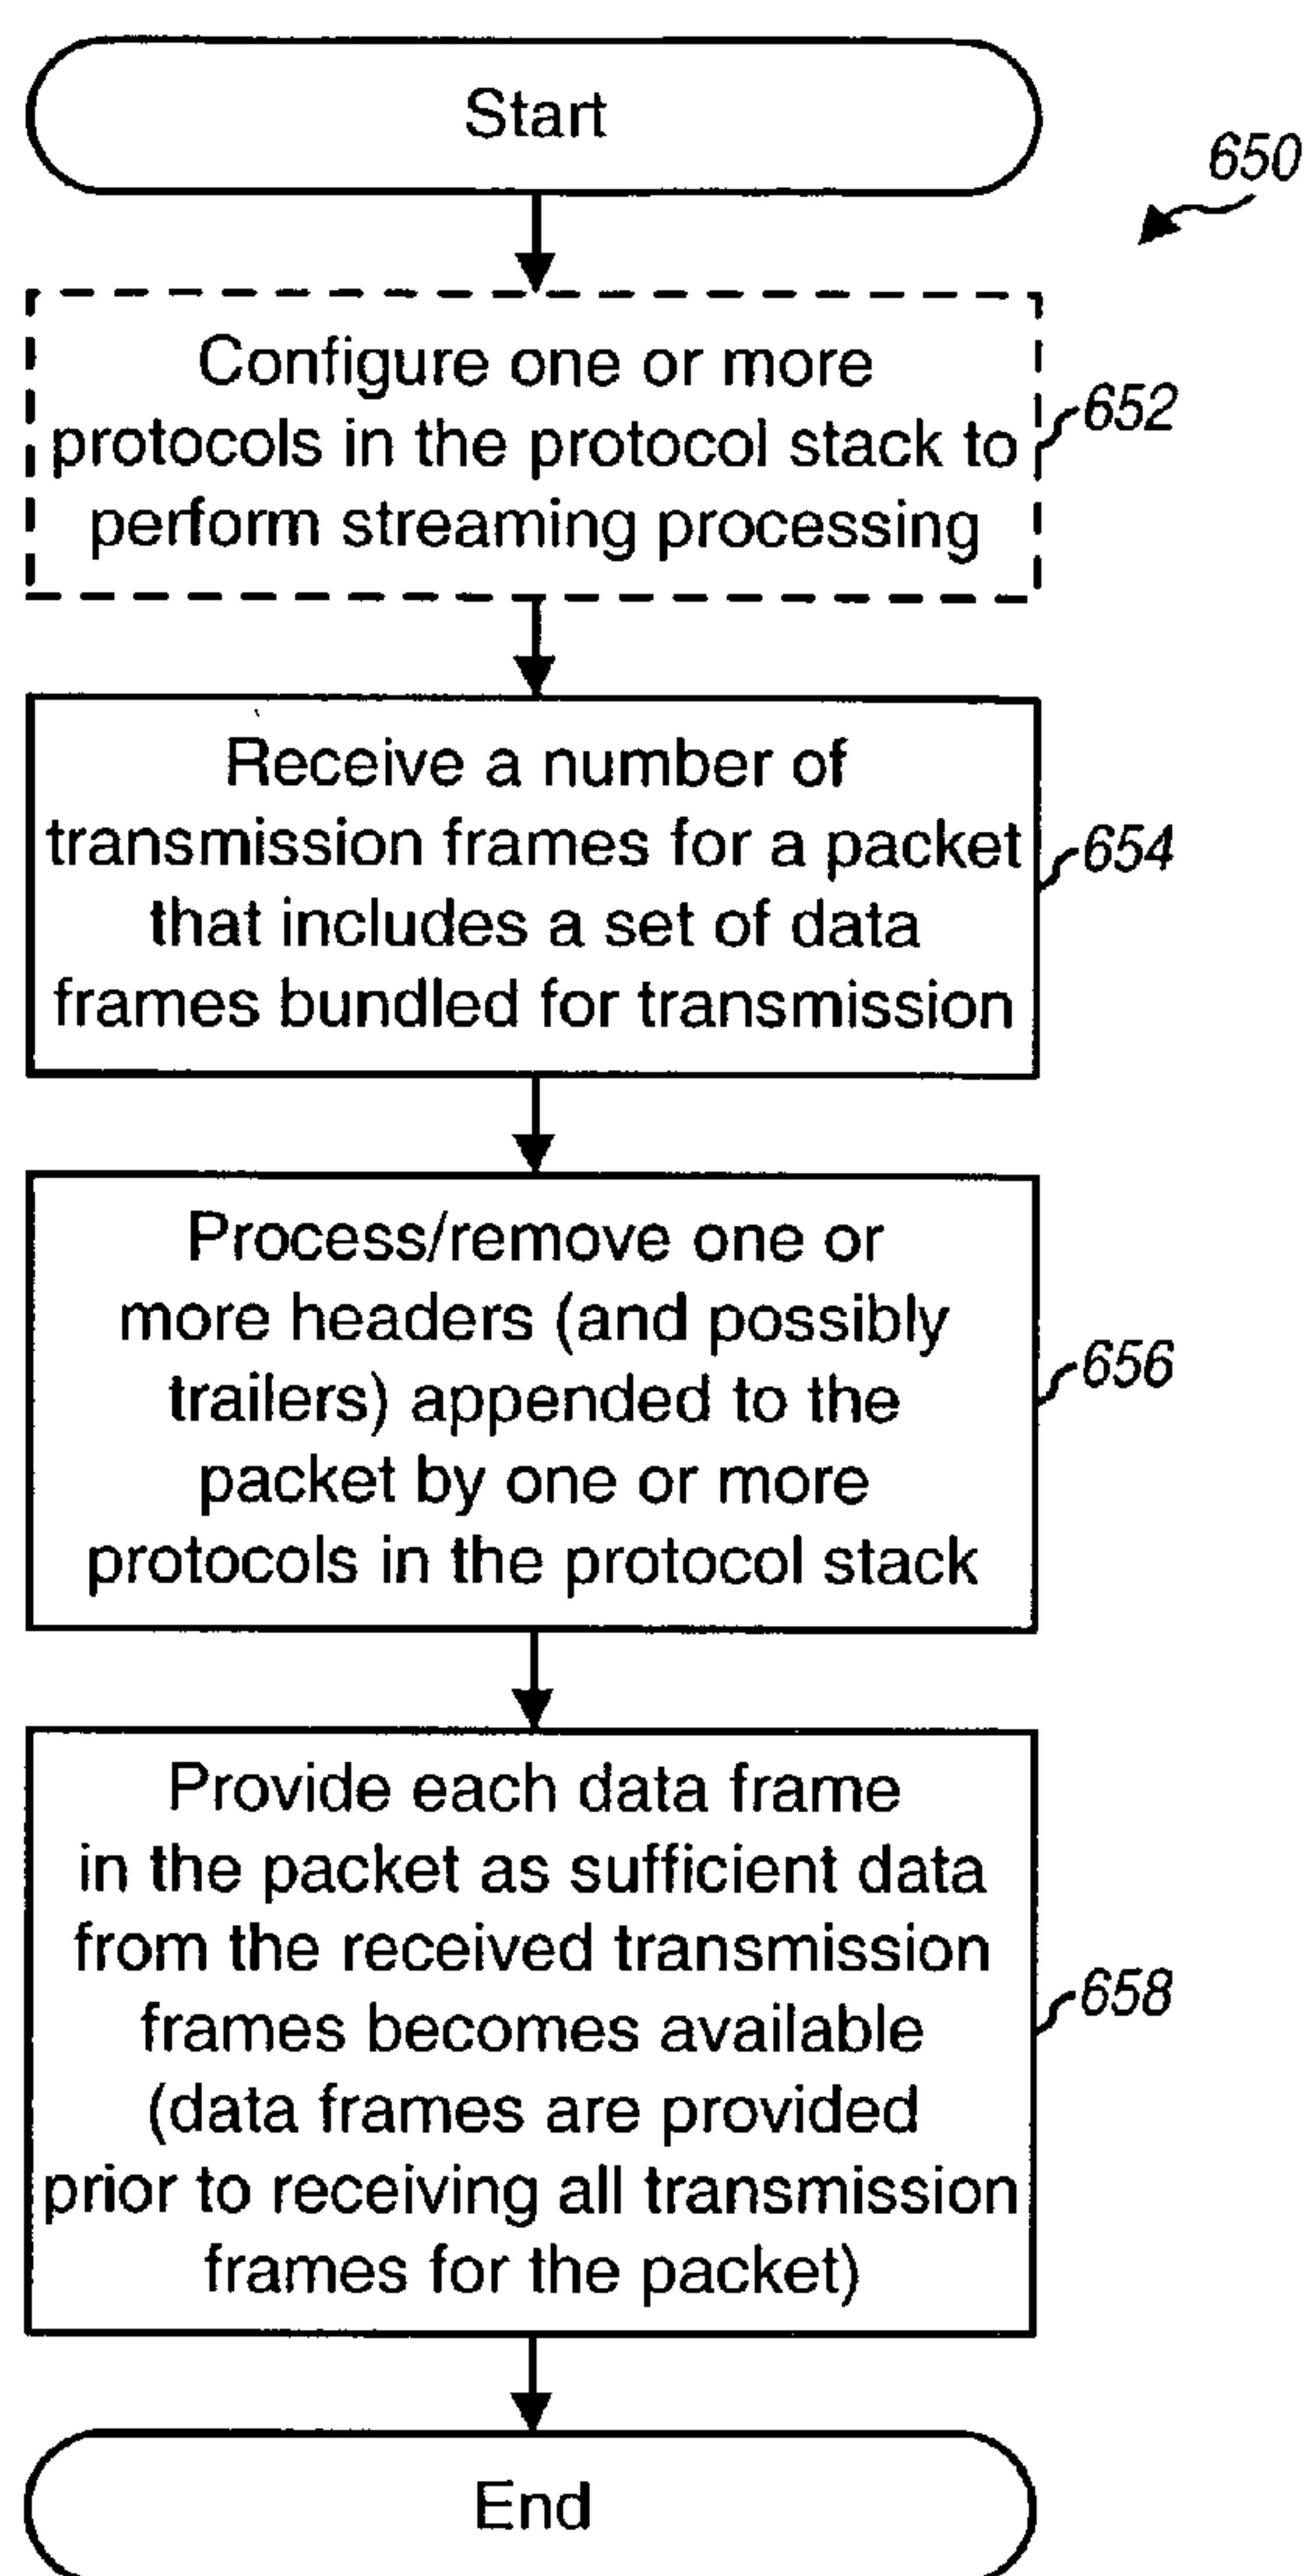 Start
650
Configure one or more
protocols in the protocol stack to
perform streaming processing
652
Receive a number of
transmission frames for a packet
that includes a set of data
frames bundled for transmission
654
Process/remove one or
more headers (and possibly
trailers) appended to the
packet by one or more
protocols in the protocol stack
656
Provide each data frame
in the packet as sufficient data
from the received transmission
frames becomes available
(data frames are provided
prior to receiving all transmission
frames for the packet)
658
End